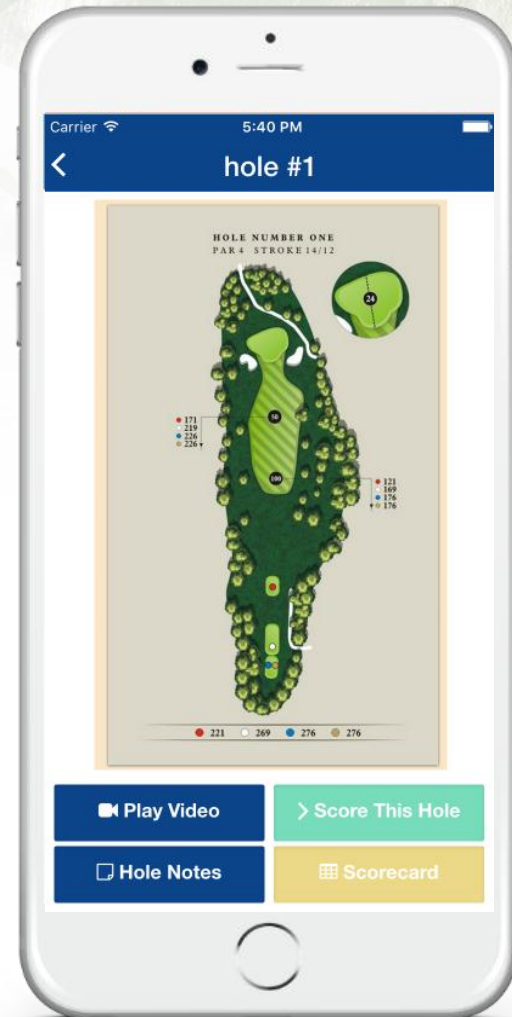 Carrier 5:40 PM
hole #1
HOLE NUMBER ONE
PAR 4 STROKE 14/12
24
171
219
226
226
50
100
121
169
176
176
221 269 276 276
Play Video
Score This Hole
Hole Notes
Scorecard